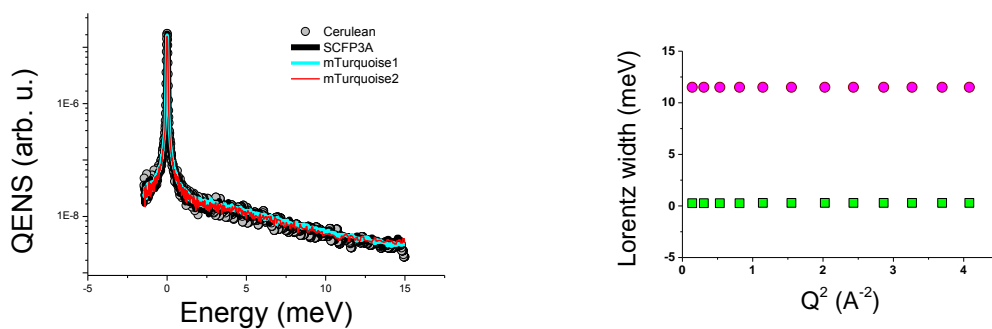 Cerulean
SCFP3A
mTurquoise1
mTurquoise2
QENS (arb. u.)
1E-6
1E-8
-5
0
5
10
15
Energy (meV)
Lorentz width (meV)
15
10
5
0
-5
0
1
2
3
4
Q² (A⁻²)